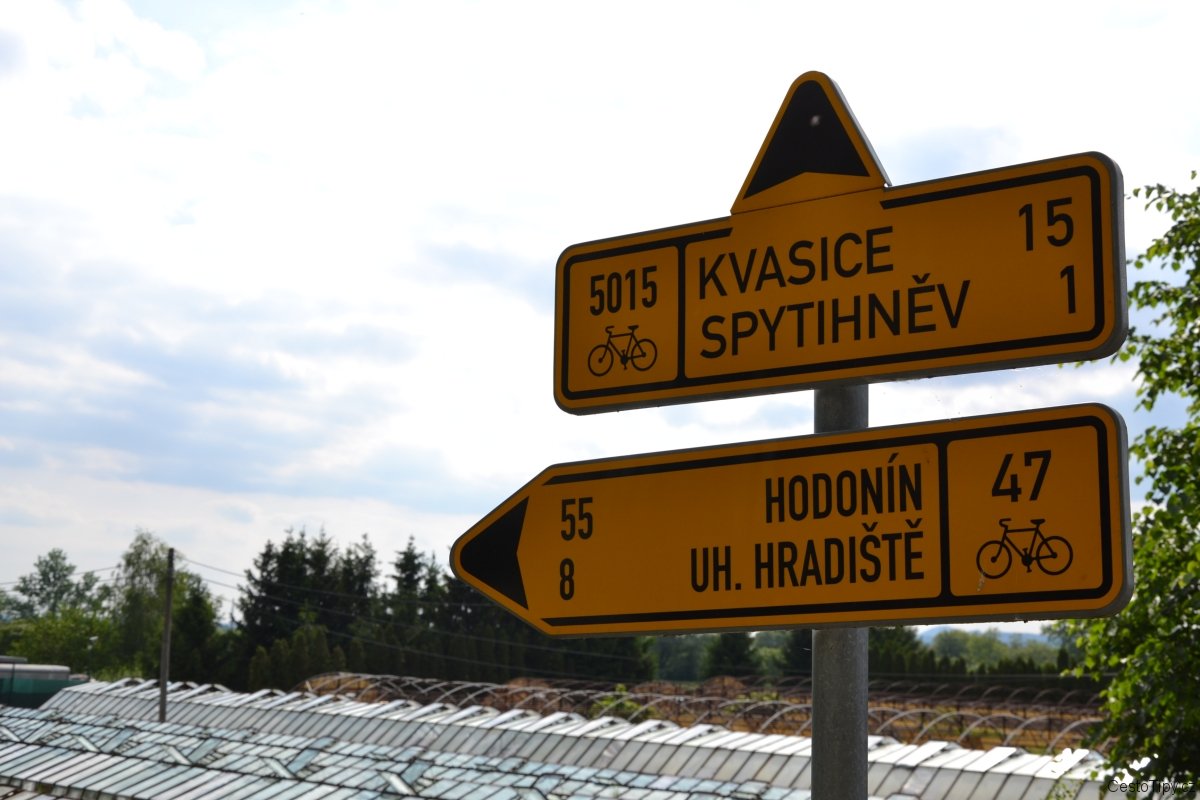 5015
KVASICE 15
SPYTIHNĚV 1
55 HODONÍN 47
8 UH. HRADIŠTĚ